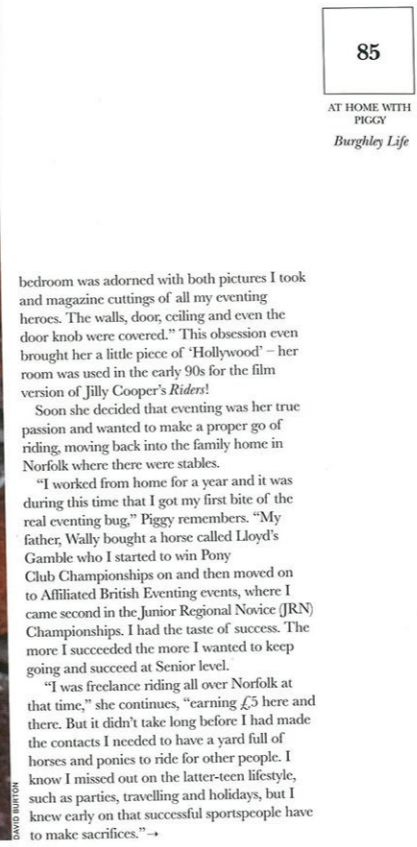 85
AT HOME WITH
PIGGY
Burghley Life
bedroom was adorned with both pictures I took
and magazine cuttings of all my eventing
heroes. The walls, door, ceiling and even the
door knob were covered.” This obsession even
brought her a little piece of ‘Hollywood’ – her
room was used in the early 90s for the film
version of Jilly Cooper’s Riders!
Soon she decided that eventing was her true
passion and wanted to make a proper go of
riding, moving back into the family home in
Norfolk where there were stables.
“I worked from home for a year and it was
during this time that I got my first bite of the
real eventing bug,” Piggy remembers. “My
father, Wally bought a horse called Lloyd’s
Gamble who I started to win Pony
Club Championships on and then moved on
to Affiliated British Eventing events, where I
came second in the Junior Regional Novice (JRN)
Championships. I had the taste of success. The
more I succeeded the more I wanted to keep
going and succeed at Senior level.
“I was freelance riding all over Norfolk at
that time,” she continues, “earning £5 here and
there. But it didn’t take long before I had made
the contacts I needed to have a yard full of
horses and ponies to ride for other people. I
know I missed out on the latter-teen lifestyle,
such as parties, travelling and holidays, but I
knew early on that successful sportspeople have
to make sacrifices.”→
DAVID BURTON